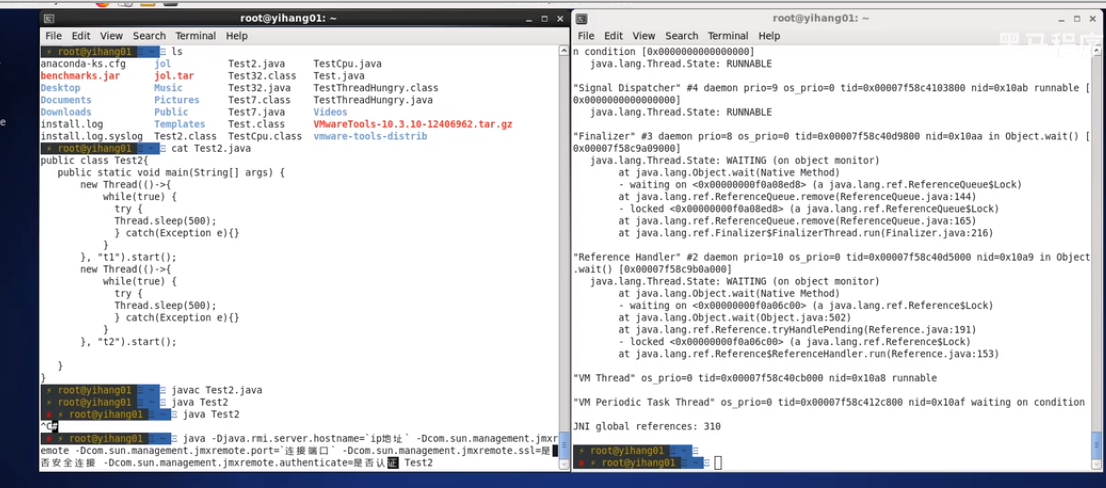 root@yihang01: ~
File Edit View Search Terminal Help
root@yihang01 ~ ls
anaconda-ks.cfg jol Test2.java TestCpu.java
benchmarks.jar jol.tar Test32.class Test.java
Desktop Music Test32.java TestThreadHungry.class
Documents Pictures Test7.class TestThreadHungry.java
Downloads Public Test7.java Videos
install.log Templates Test.class VMwareTools-10.3.10-12406962.tar.gz
install.log.syslog Test2.class TestCpu.class vmware-tools-distrib
root@yihang01 ~ cat Test2.java
public class Test2{
public static void main(String[] args) {
new Thread(()->{
while(true) {
try {
Thread.sleep(500);
} catch(Exception e){}
}
}, "t1").start();
new Thread(()->{
while(true) {
try {
Thread.sleep(500);
} catch(Exception e){}
}
}, "t2").start();
}
}
root@yihang01 ~ javac Test2.java
root@yihang01 ~ java Test2
root@yihang01 ~ java Test2
^C#
root@yihang01 ~ java -Djava.rmi.server.hostname=`ip地址` -Dcom.sun.management.jmxr
emote -Dcom.sun.management.jmxremote.port=`连接端口` -Dcom.sun.management.jmxremote.ssl=是
否安全连接 -Dcom.sun.management.jmxremote.authenticate=是否认证 Test2
root@yihang01: ~
黑马程序
File Edit View Search Terminal Help
n condition [0x0000000000000000]
java.lang.Thread.State: RUNNABLE
"Signal Dispatcher" #4 daemon prio=9 os_prio=0 tid=0x00007f58c4103800 nid=0x10ab runnable [
0x0000000000000000]
java.lang.Thread.State: RUNNABLE
"Finalizer" #3 daemon prio=8 os_prio=0 tid=0x00007f58c40d9800 nid=0x10aa in Object.wait() [
0x00007f58c9a09000]
java.lang.Thread.State: WAITING (on object monitor)
at java.lang.Object.wait(Native Method)
- waiting on <0x00000000f0a08ed8> (a java.lang.ref.ReferenceQueue$Lock)
at java.lang.ref.ReferenceQueue.remove(ReferenceQueue.java:144)
- locked <0x00000000f0a08ed8> (a java.lang.ref.ReferenceQueue$Lock)
at java.lang.ref.ReferenceQueue.remove(ReferenceQueue.java:165)
at java.lang.ref.Finalizer$FinalizerThread.run(Finalizer.java:216)
"Reference Handler" #2 daemon prio=10 os_prio=0 tid=0x00007f58c40d5000 nid=0x10a9 in Object
.wait() [0x00007f58c9b0a000]
java.lang.Thread.State: WAITING (on object monitor)
at java.lang.Object.wait(Native Method)
- waiting on <0x00000000f0a06c00> (a java.lang.ref.Reference$Lock)
at java.lang.Object.wait(Object.java:502)
at java.lang.ref.Reference.tryHandlePending(Reference.java:191)
- locked <0x00000000f0a06c00> (a java.lang.ref.Reference$Lock)
at java.lang.ref.Reference$ReferenceHandler.run(Reference.java:153)
"VM Thread" os_prio=0 tid=0x00007f58c40cb000 nid=0x10a8 runnable
"VM Periodic Task Thread" os_prio=0 tid=0x00007f58c412c800 nid=0x10af waiting on condition
JNI global references: 310
root@yihang01 ~
root@yihang01 ~